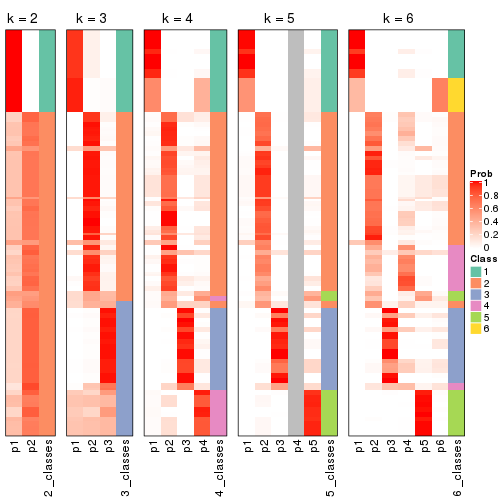 k = 2
k = 3
k = 4
k = 5
k = 6
Prob
1
0.8
0.6
0.4
0.2
0
Class
1
2
3
4
5
6
p1
p2
2_classes
p1
p2
p3
3_classes
p1
p2
p3
p4
4_classes
p1
p2
p3
p4
p5
5_classes
p1
p2
p3
p4
p5
p6
6_classes